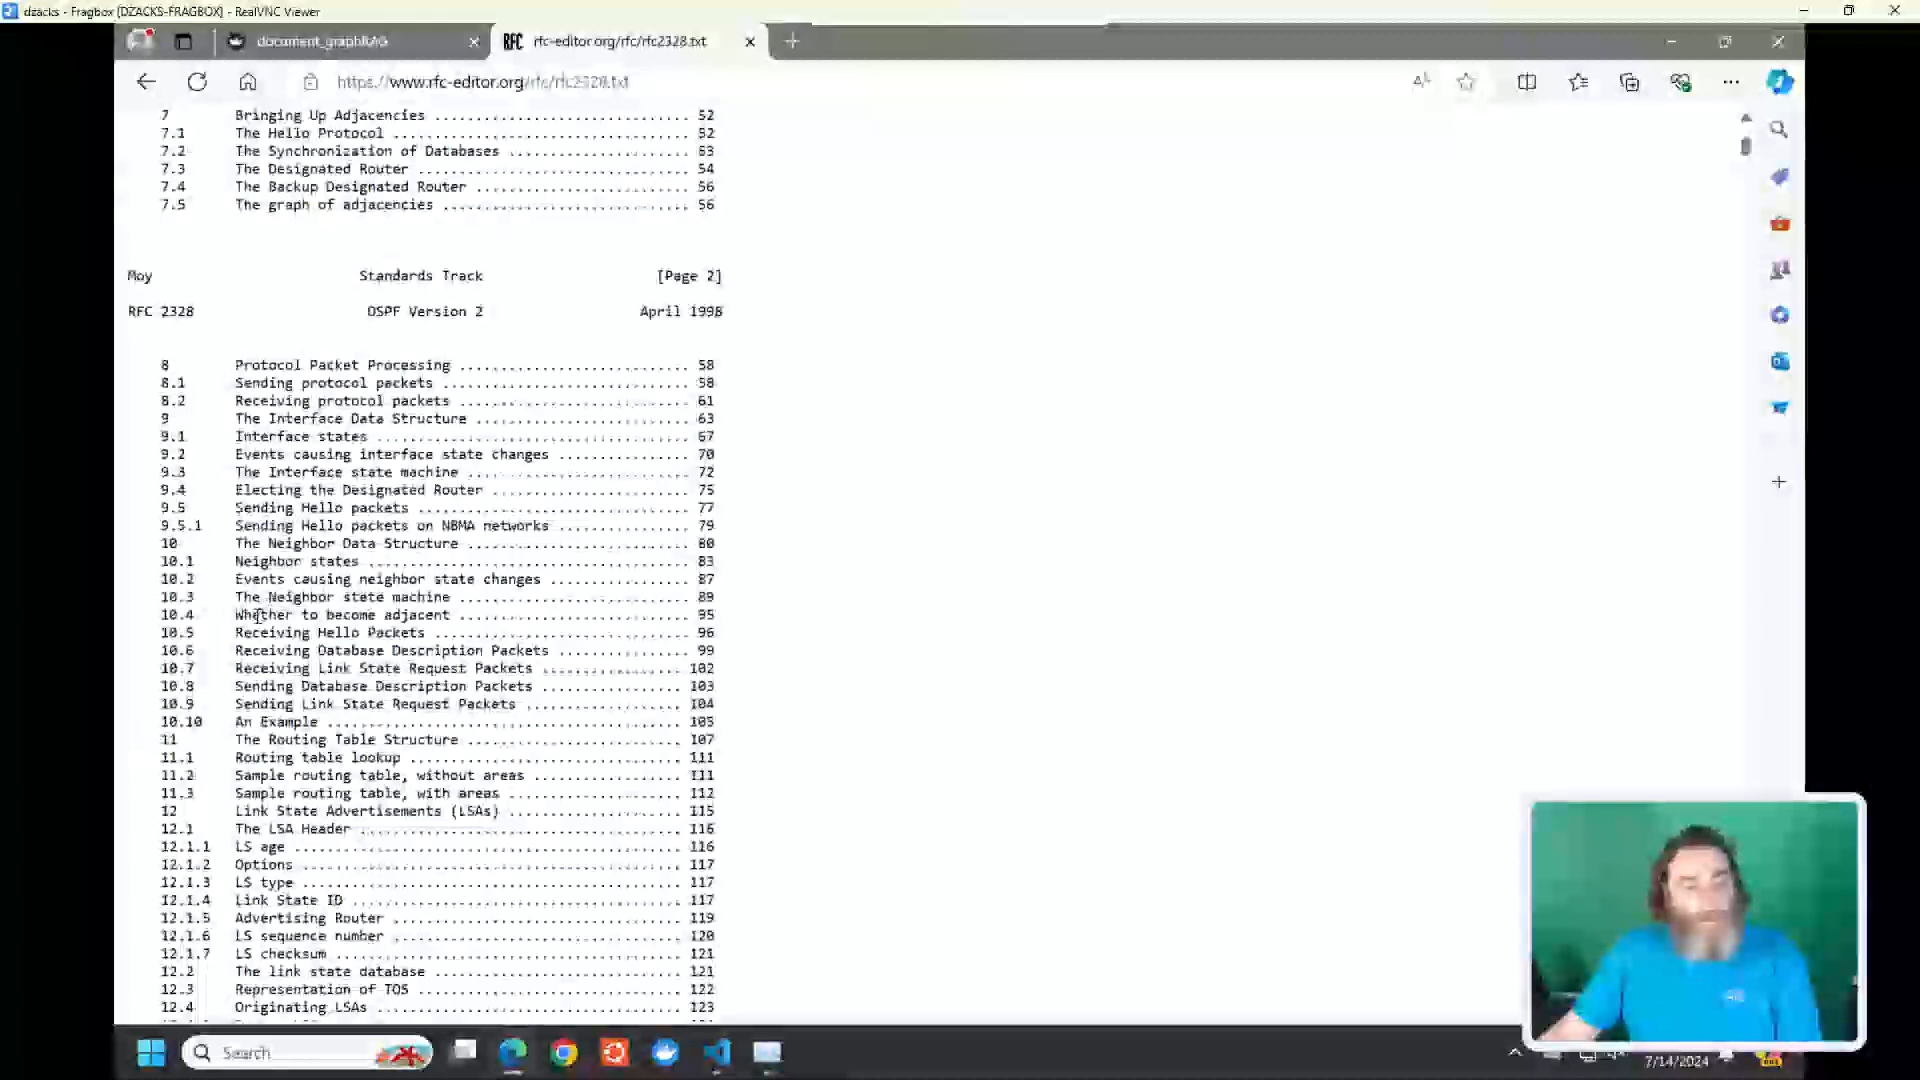 dzacks - Fragbox [DZACKS-FRAGBOX] - RealVNC Viewer
document_graphRAG
RFC rfc-editor.org/rfc/rfc2328.txt
https://www.rfc-editor.org/rfc/rfc2328.txt
7 Bringing Up Adjacencies ............................... 52
7.1 The Hello Protocol .................................... 52
7.2 The Synchronization of Databases ...................... 53
7.3 The Designated Router ................................. 54
7.4 The Backup Designated Router .......................... 56
7.5 The graph of adjacencies .............................. 56
Moy Standards Track [Page 2]
RFC 2328 OSPF Version 2 April 1998
8 Protocol Packet Processing ............................ 58
8.1 Sending protocol packets .............................. 58
8.2 Receiving protocol packets ............................ 61
9 The Interface Data Structure .......................... 63
9.1 Interface states ...................................... 67
9.2 Events causing interface state changes ................ 70
9.3 The Interface state machine ........................... 72
9.4 Electing the Designated Router ........................ 75
9.5 Sending Hello packets ................................. 77
9.5.1 Sending Hello packets on NBMA networks ................ 79
10 The Neighbor Data Structure ........................... 80
10.1 Neighbor states ....................................... 83
10.2 Events causing neighbor state changes ................. 87
10.3 The Neighbor state machine ............................ 89
10.4 Whether to become adjacent ............................ 95
10.5 Receiving Hello Packets ............................... 96
10.6 Receiving Database Description Packets ................ 99
10.7 Receiving Link State Request Packets ................. 102
10.8 Sending Database Description Packets ................. 103
10.9 Sending Link State Request Packets ................... 104
10.10 An Example ........................................... 105
11 The Routing Table Structure .......................... 107
11.1 Routing table lookup ................................. 111
11.2 Sample routing table, without areas .................. 111
11.3 Sample routing table, with areas ..................... 112
12 Link State Advertisements (LSAs) ..................... 115
12.1 The LSA Header ....................................... 116
12.1.1 LS age ............................................... 116
12.1.2 Options .............................................. 117
12.1.3 LS type .............................................. 117
12.1.4 Link State ID ........................................ 117
12.1.5 Advertising Router ................................... 119
12.1.6 LS sequence number ................................... 120
12.1.7 LS checksum .......................................... 121
12.2 The link state database .............................. 121
12.3 Representation of TOS ................................ 122
12.4 Originating LSAs ..................................... 123
Search
7/14/2024